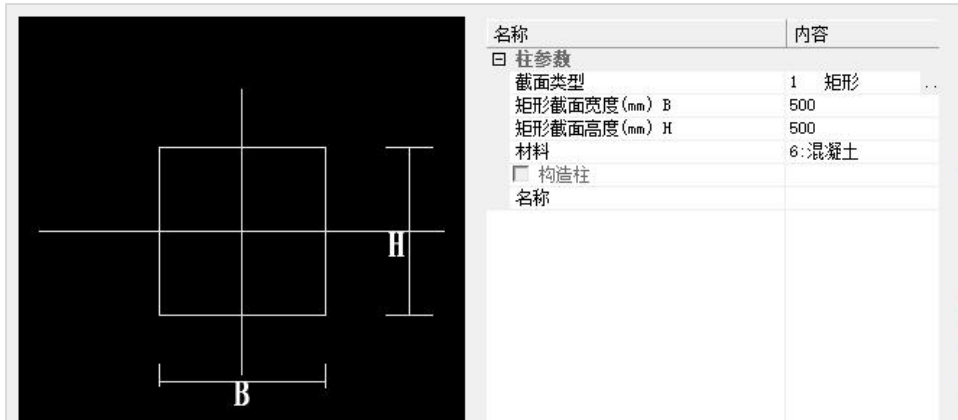 名称 内容
柱参数
截面类型 1 矩形 ..
矩形截面宽度(mm) B 500
矩形截面高度(mm) H 500
材料 6:混凝土
构造柱
名称
H
B